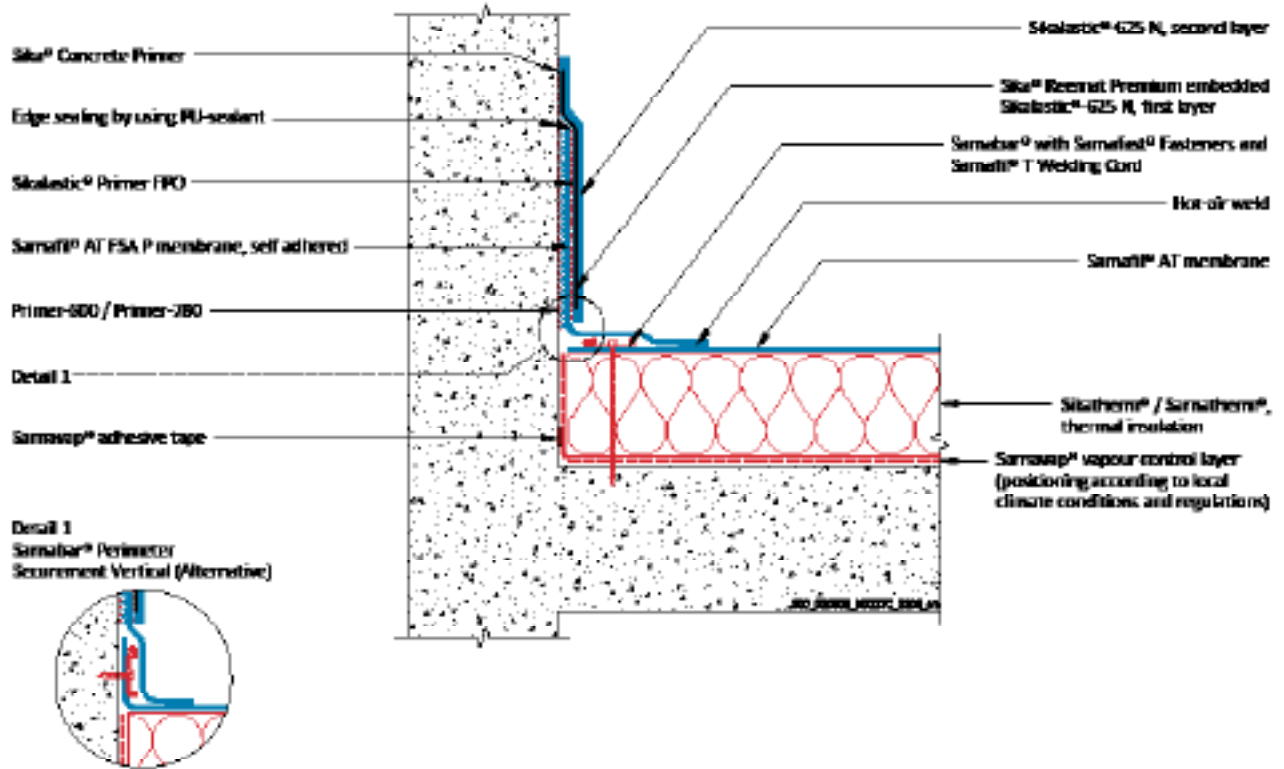 Sika® Concrete Primer
Edge sealing by using PU-sealant
Sikalastic® Primer FPO
Sarnafil® AT FSA P membrane, self adhered
Primer-600 / Primer-780
Detail 1
Sarnavap® adhesive tape
Detail 1
Sarnabar® Perimeter
Securement Vertical (Alternative)
Sikalastic®-625 N, second layer
Sika® Reemat Premium embedded
Sikalastic®-625 N, first layer
Sarnabar® with Sarnafast® Fasteners and
Sarnafil® T Welding Cord
Hot-air weld
Sarnafil® AT membrane
Sikatherm® / Sarnatherm®,
thermal insulation
Sarnavap® vapour control layer
(positioning according to local
climate conditions and regulations)